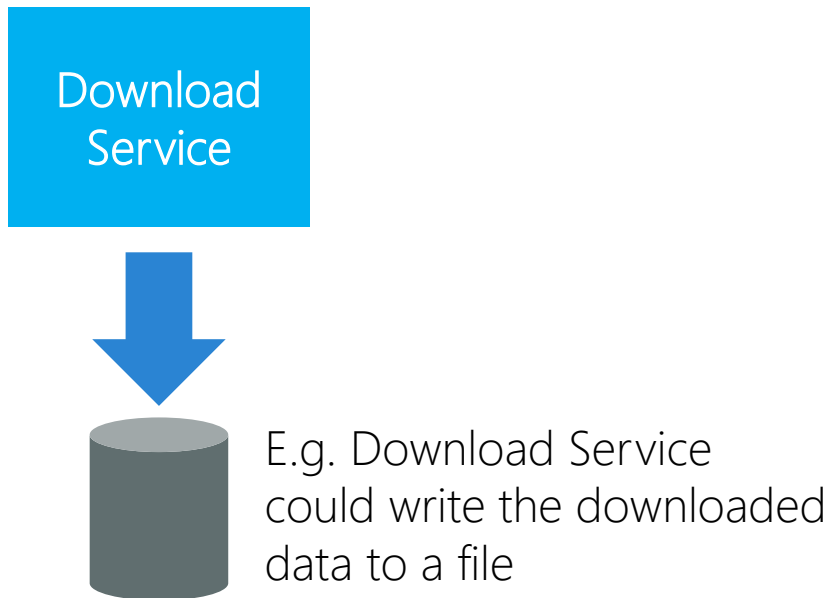 Download
Service
E.g. Download Service
could write the downloaded
data to a file